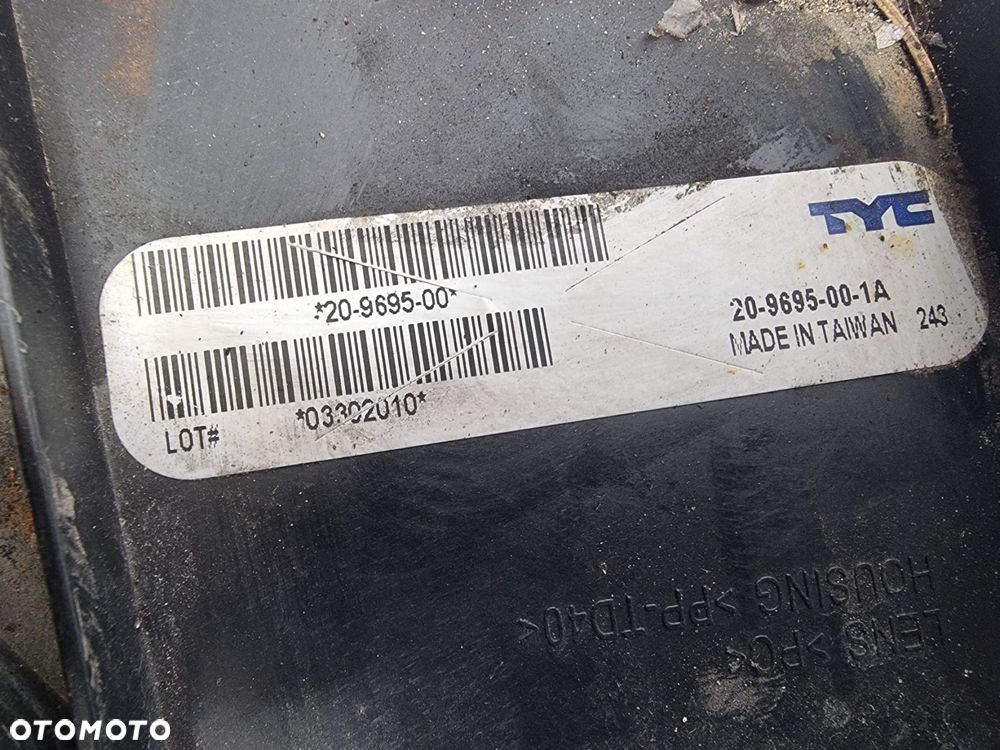 TYC
*20-9695-00*
20-9695-00-1A
MADE IN TAIWAN 243
*03302010*
LOT#
LENS >PC<
HOUSING >PP-TD40<
OTOMOTO